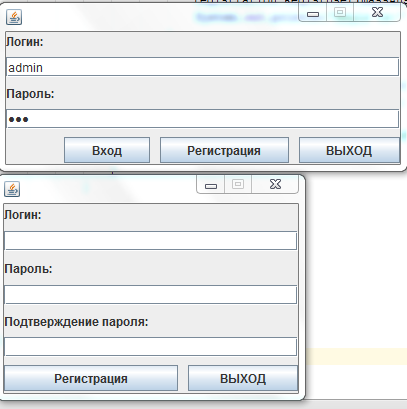 Логин:
admin
Пароль:
●●●
Вход Регистрация ВЫХОД
Логин:
Пароль:
Подтверждение пароля:
Регистрация ВЫХОД